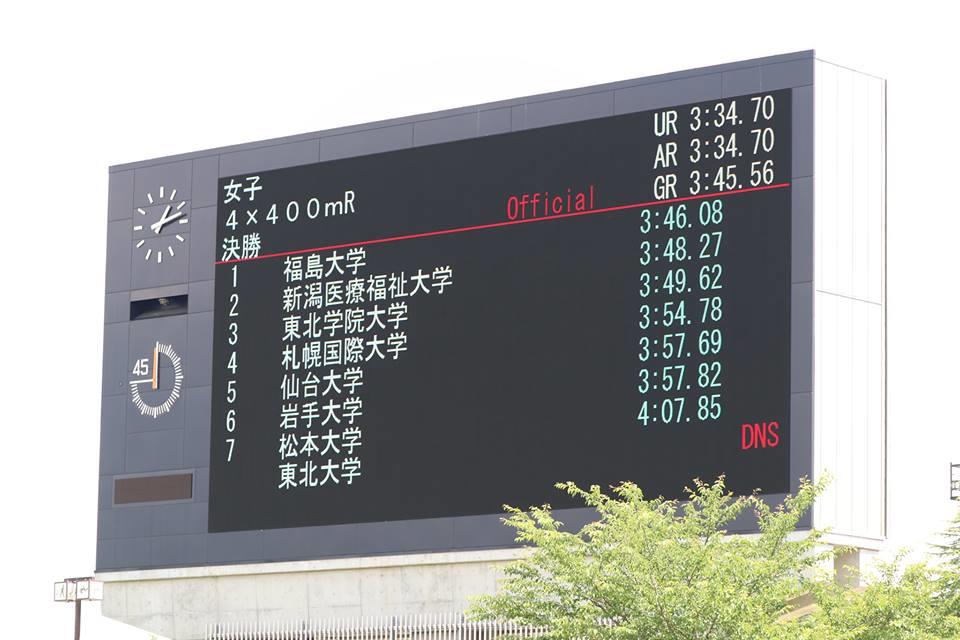 女子 UR 3:34.70
4×400mR AR 3:34.70
決勝 Official GR 3:45.56
1 福島大学 3:46.08
2 新潟医療福祉大学 3:48.27
3 東北学院大学 3:49.62
4 札幌国際大学 3:54.78
5 仙台大学 3:57.69
6 岩手大学 3:57.82
7 松本大学 4:07.85
東北大学 DNS
45